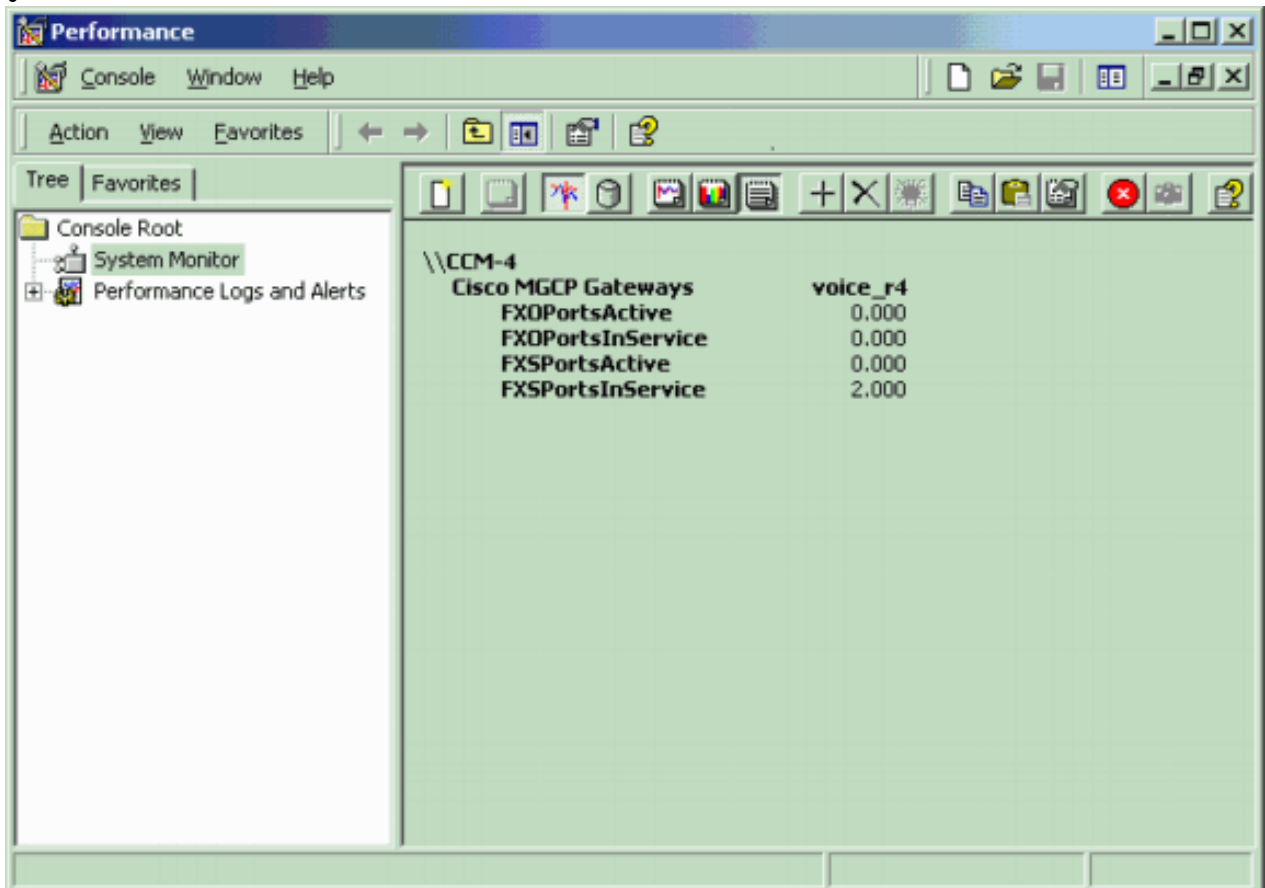 Performance
Console Window Help
Action View Favorites
Tree Favorites
Console Root
System Monitor
Performance Logs and Alerts
\\CCM-4
Cisco MGCP Gateways voice_r4
FXOPortsActive 0.000
FXOPortsInService 0.000
FXSPortsActive 0.000
FXSPortsInService 2.000